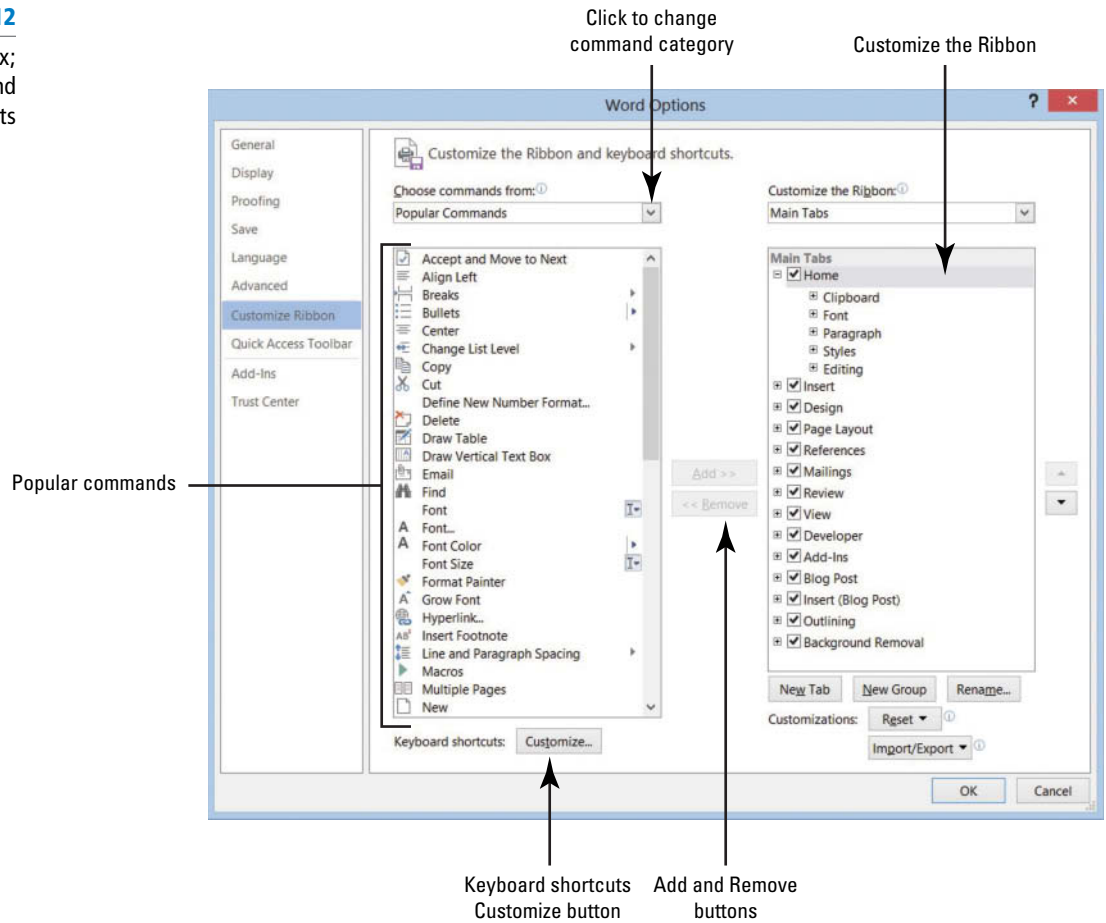 12
x;
nd
ts
Click to change
command category
Customize the Ribbon
Word Options
?
General
Display
Proofing
Save
Language
Advanced
Customize Ribbon
Quick Access Toolbar
Add-Ins
Trust Center
Customize the Ribbon and keyboard shortcuts.
Choose commands from:
Popular Commands
Popular commands
Accept and Move to Next
Align Left
Breaks
Bullets
Center
Change List Level
Copy
Cut
Define New Number Format...
Delete
Draw Table
Draw Vertical Text Box
Email
Find
Font
Font...
Font Color
Font Size
Format Painter
Grow Font
Hyperlink...
Insert Footnote
Line and Paragraph Spacing
Macros
Multiple Pages
New
Keyboard shortcuts: Customize...
Add >>
<< Remove
Customize the Ribbon:
Main Tabs
Main Tabs
Home
Clipboard
Font
Paragraph
Styles
Editing
Insert
Design
Page Layout
References
Mailings
Review
View
Developer
Add-Ins
Blog Post
Insert (Blog Post)
Outlining
Background Removal
New Tab New Group Rename...
Customizations: Reset
Import/Export
OK Cancel
Keyboard shortcuts
Customize button
Add and Remove
buttons